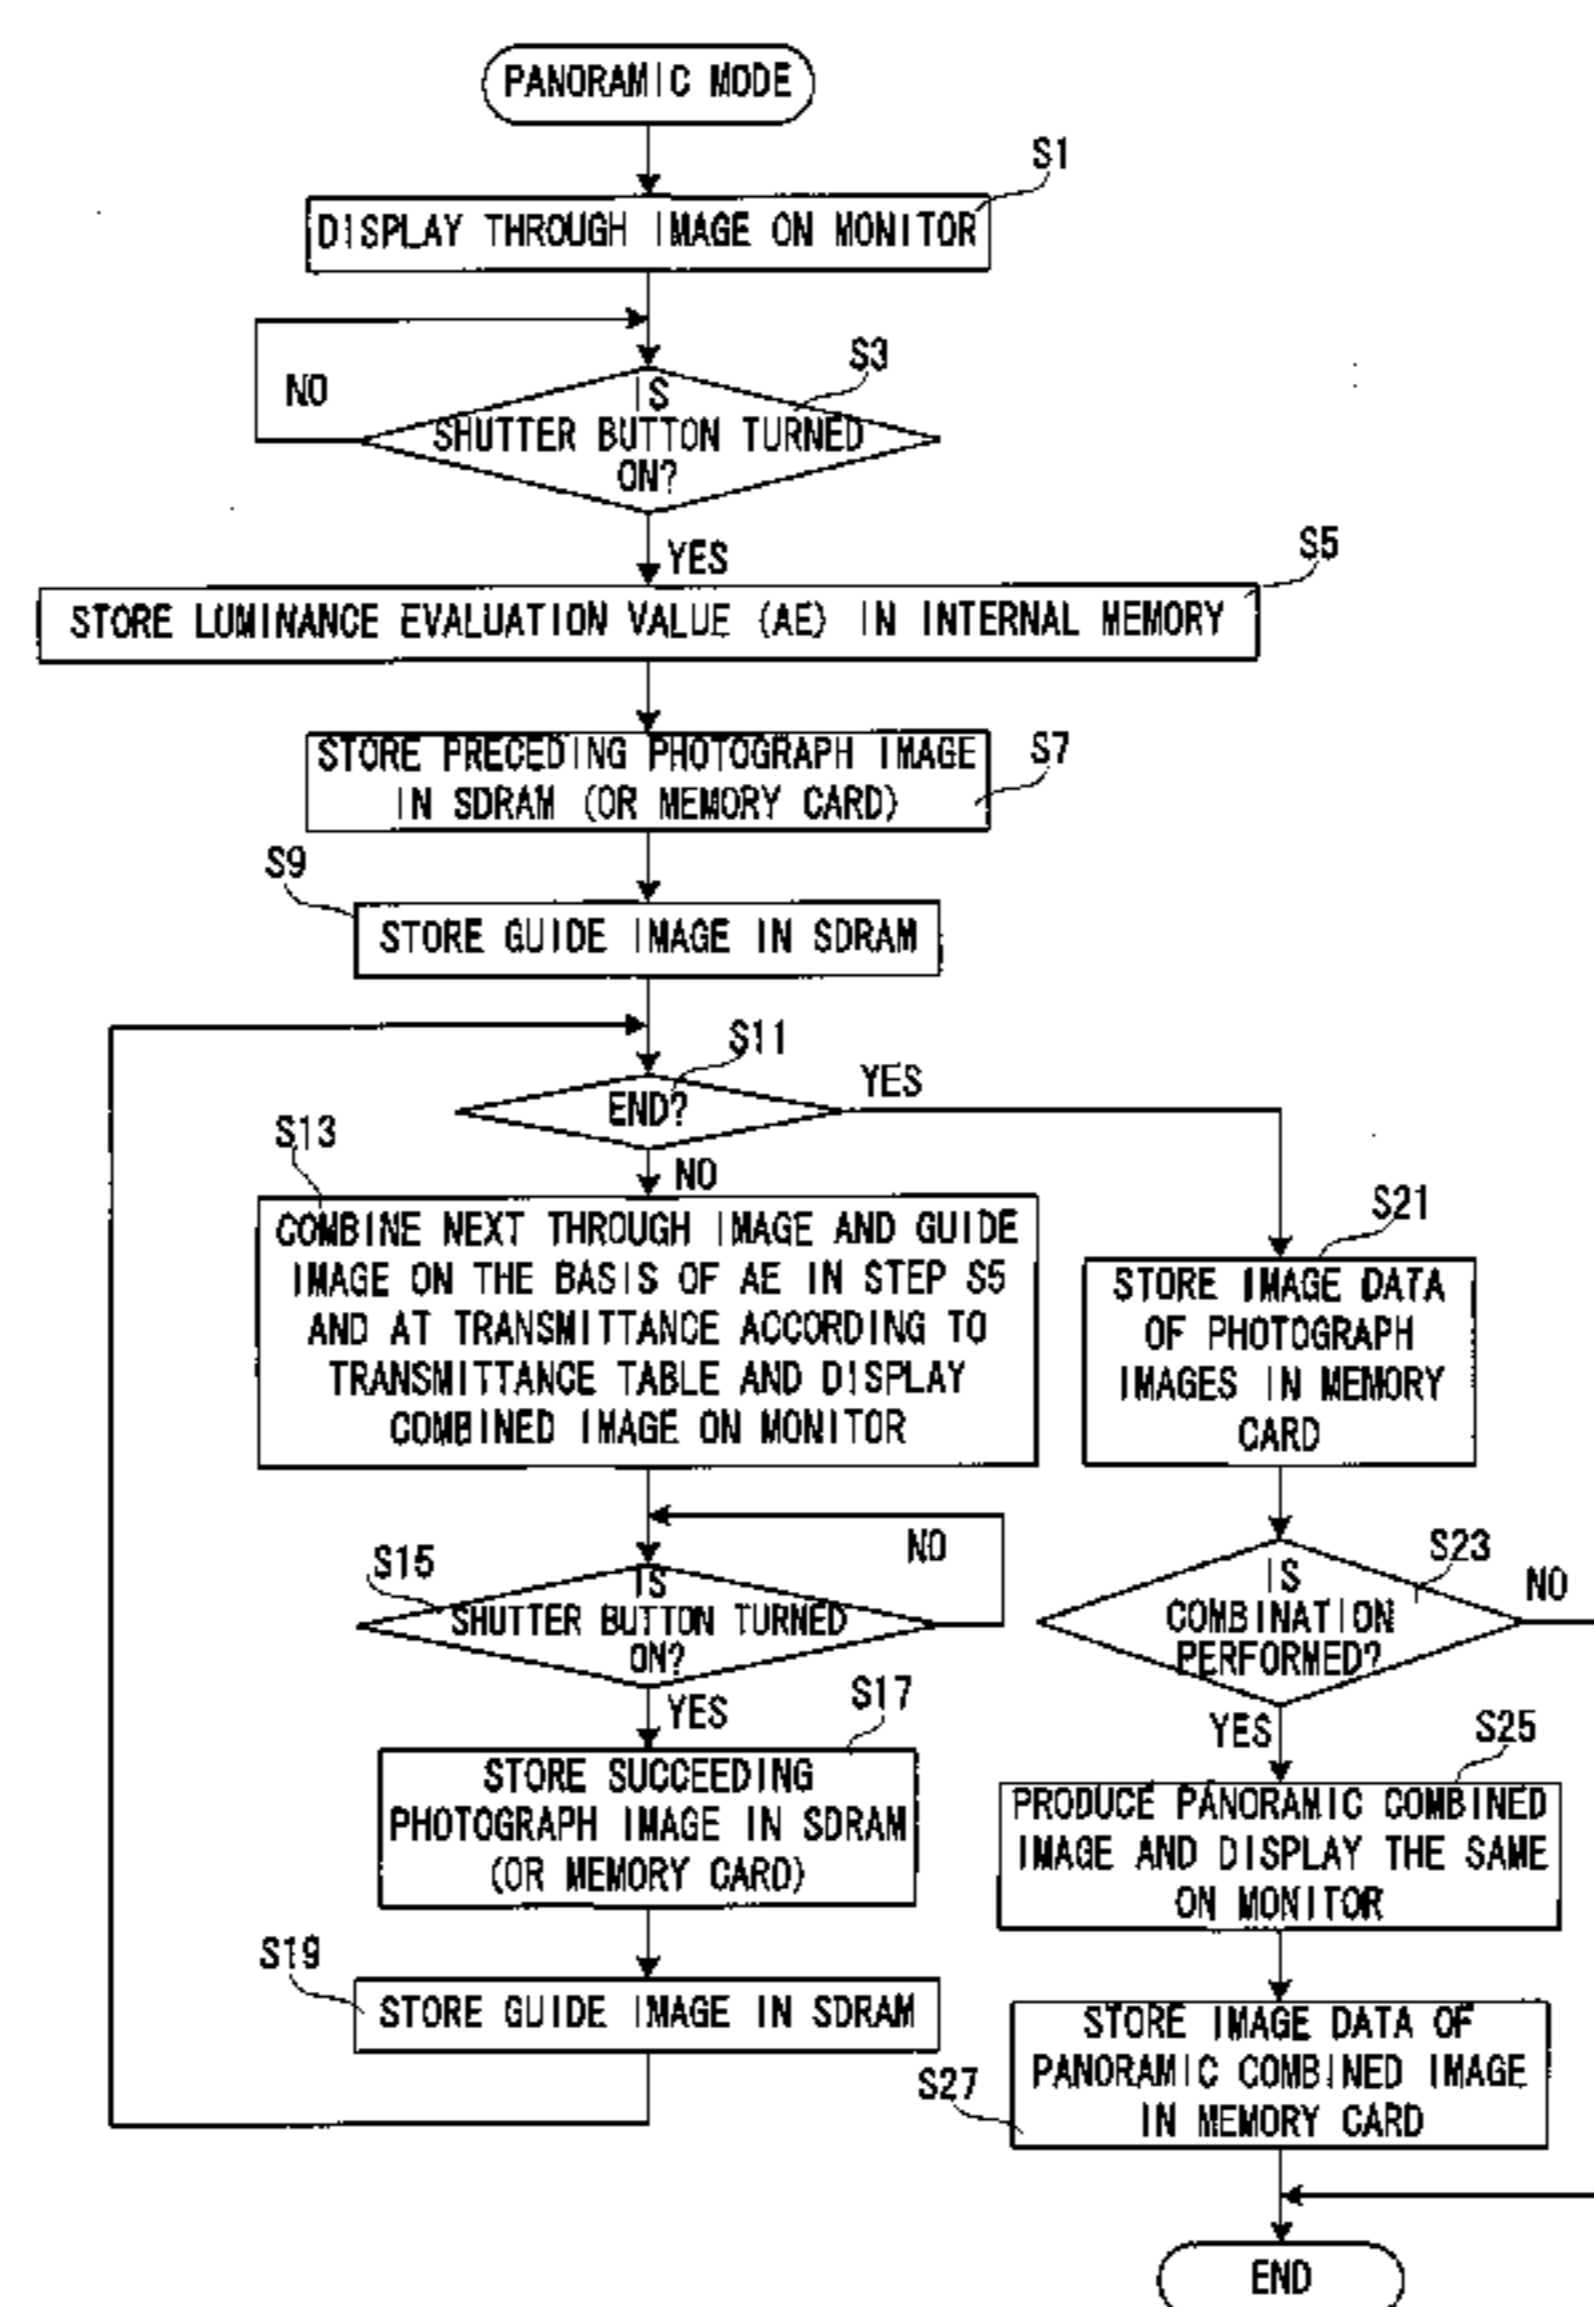 PANORAMIC MODE
S1
DISPLAY THROUGH IMAGE ON MONITOR
S3
NO
IS
SHUTTER BUTTON TURNED
ON?
YES
S5
STORE LUMINANCE EVALUATION VALUE (AE) IN INTERNAL MEMORY
S7
STORE PRECEDING PHOTOGRAPH IMAGE
IN SDRAM (OR MEMORY CARD)
S9
STORE GUIDE IMAGE IN SDRAM
S11
END?
YES
NO
S13
COMBINE NEXT THROUGH IMAGE AND GUIDE
IMAGE ON THE BASIS OF AE IN STEP S5
AND AT TRANSMITTANCE ACCORDING TO
TRANSMITTANCE TABLE AND DISPLAY
COMBINED IMAGE ON MONITOR
S15
IS
SHUTTER BUTTON TURNED
ON?
NO
YES
S17
STORE SUCCEEDING
PHOTOGRAPH IMAGE IN SDRAM
(OR MEMORY CARD)
S19
STORE GUIDE IMAGE IN SDRAM
S21
STORE IMAGE DATA
OF PHOTOGRAPH
IMAGES IN MEMORY
CARD
S23
IS
COMBINATION
PERFORMED?
NO
YES
S25
PRODUCE PANORAMIC COMBINED
IMAGE AND DISPLAY THE SAME
ON MONITOR
S27
STORE IMAGE DATA OF
PANORAMIC COMBINED IMAGE
IN MEMORY CARD
END